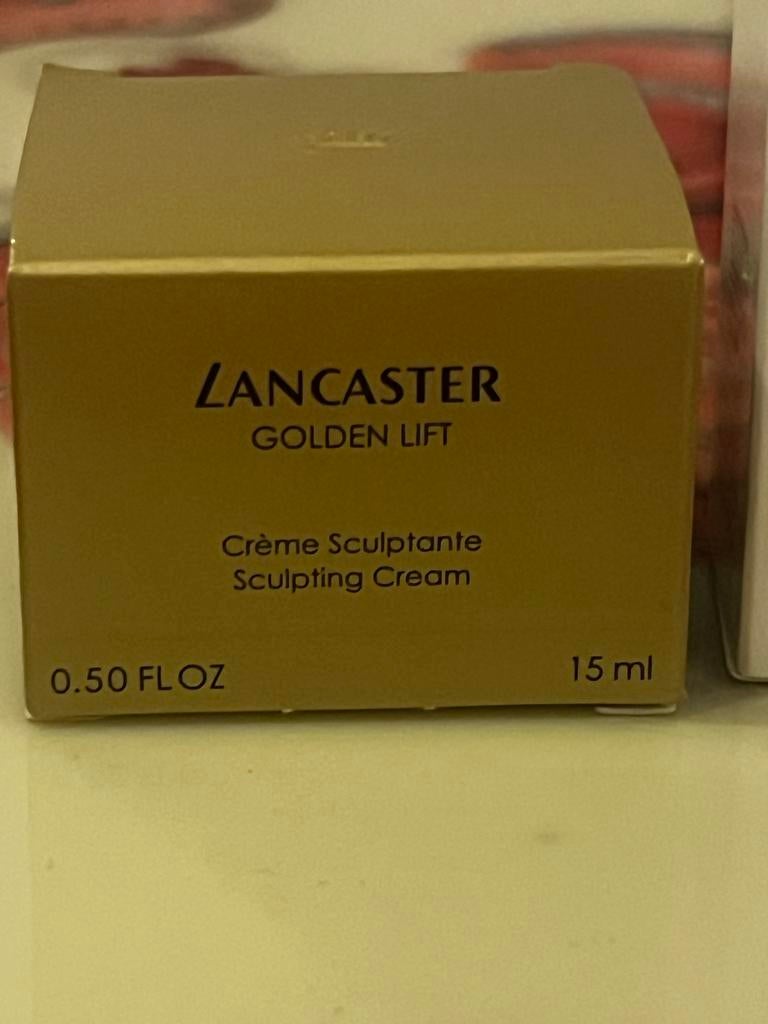 LANCASTER
GOLDEN LIFT
Crème Sculptante
Sculpting Cream
0.50 FL OZ 15 ml